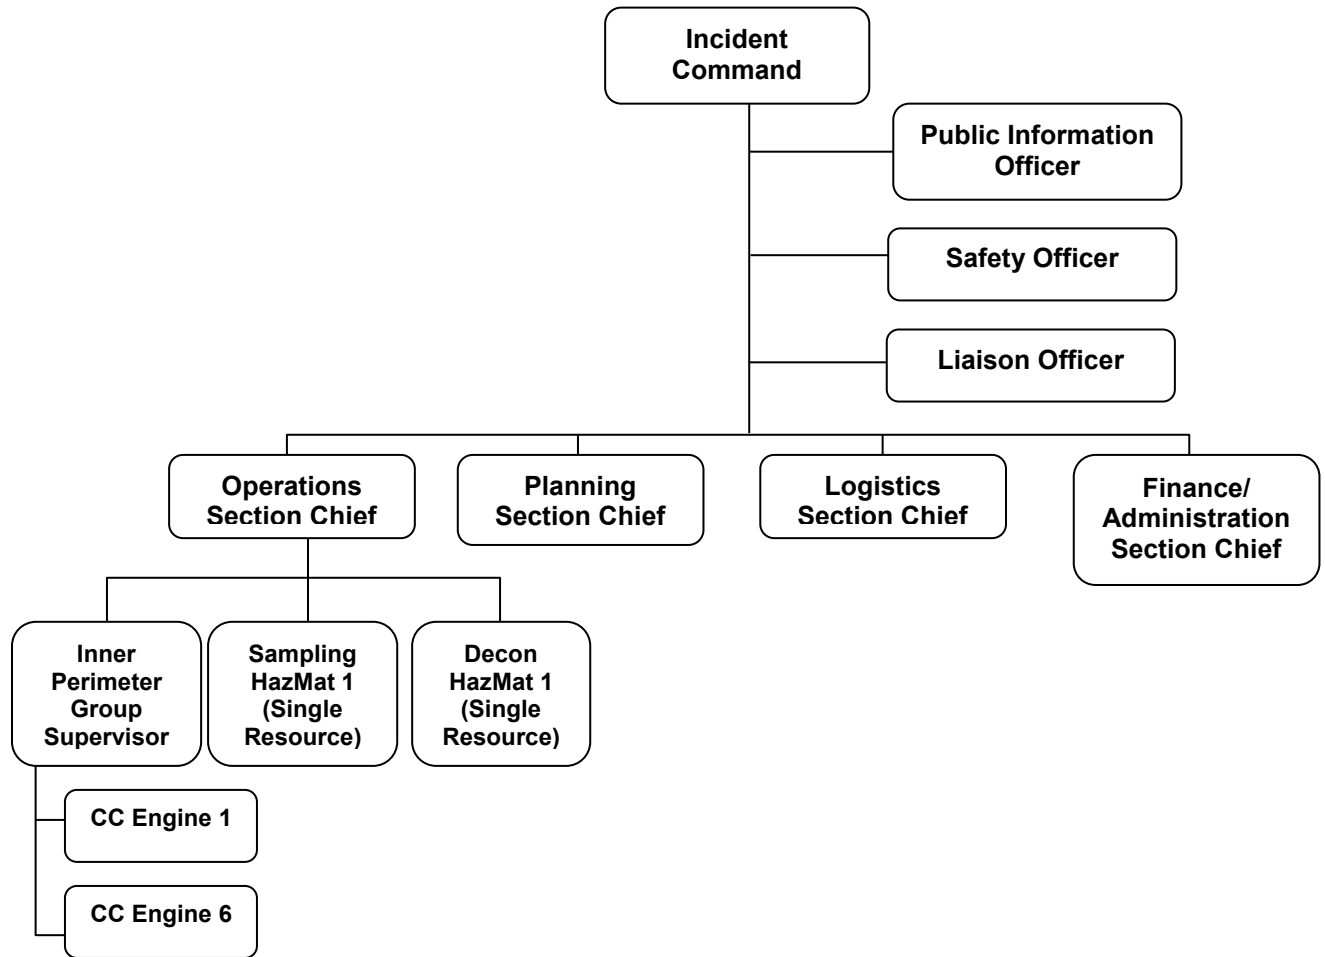 Incident
Command
Public Information
Officer
Safety Officer
Liaison Officer
Operations
Section Chief
Planning
Section Chief
Logistics
Section Chief
Finance/
Administration
Section Chief
Inner
Perimeter
Group
Supervisor
Sampling
HazMat 1
(Single
Resource)
Decon
HazMat 1
(Single
Resource)
CC Engine 1
CC Engine 6